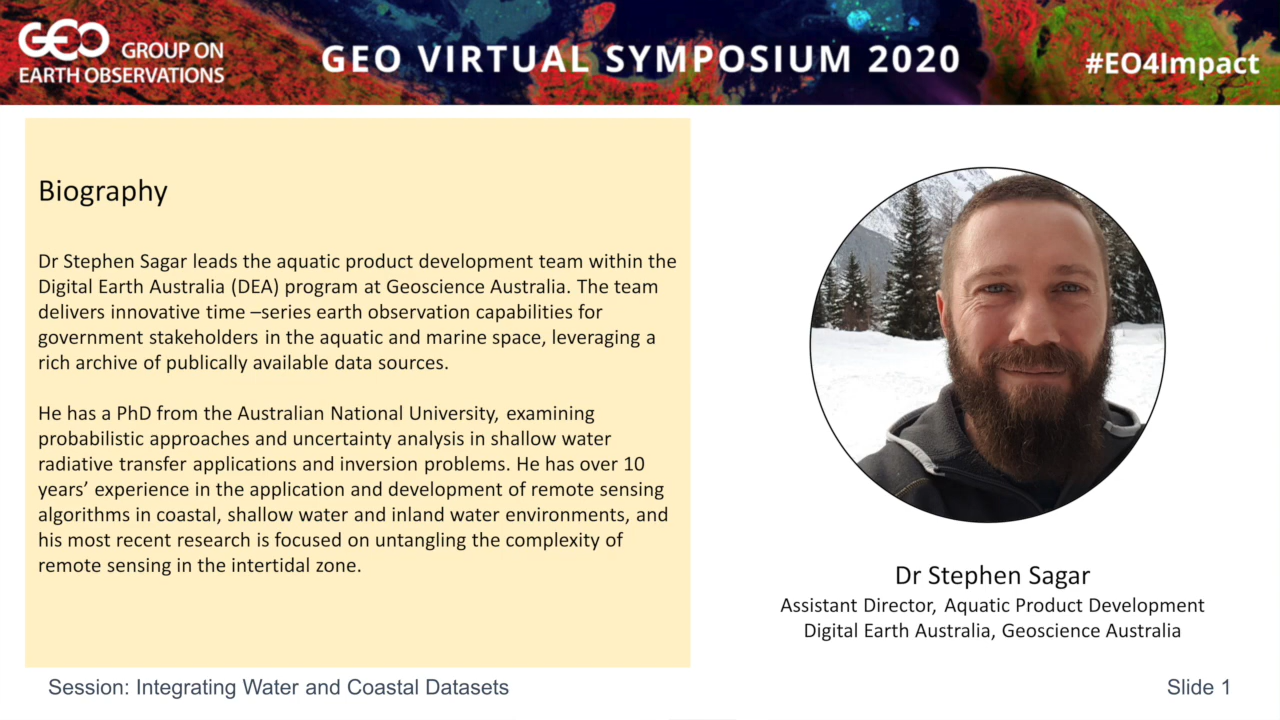 GEO GROUP ON
EARTH OBSERVATIONS
GEO VIRTUAL SYMPOSIUM 2020
#EO4Impact
Biography
Dr Stephen Sagar leads the aquatic product development team within the
Digital Earth Australia (DEA) program at Geoscience Australia. The team
delivers innovative time –series earth observation capabilities for
government stakeholders in the aquatic and marine space, leveraging a
rich archive of publically available data sources.
He has a PhD from the Australian National University, examining
probabilistic approaches and uncertainty analysis in shallow water
radiative transfer applications and inversion problems. He has over 10
years’ experience in the application and development of remote sensing
algorithms in coastal, shallow water and inland water environments, and
his most recent research is focused on untangling the complexity of
remote sensing in the intertidal zone.
Dr Stephen Sagar
Assistant Director, Aquatic Product Development
Digital Earth Australia, Geoscience Australia
Session: Integrating Water and Coastal Datasets
Slide 1